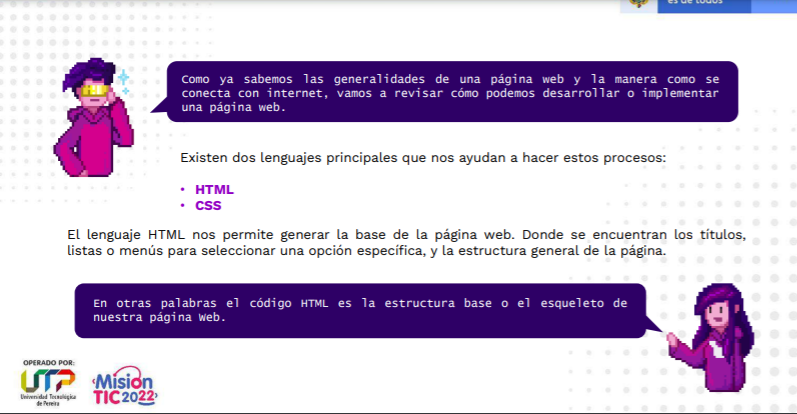 es de todos
Como ya sabemos las generalidades de una página web y la manera como se
conecta con internet, vamos a revisar cómo podemos desarrollar o implementar
una página web.
Existen dos lenguajes principales que nos ayudan a hacer estos procesos:
• HTML
• CSS
El lenguaje HTML nos permite generar la base de la página web. Donde se encuentran los títulos,
listas o menús para seleccionar una opción específica, y la estructura general de la página.
En otras palabras el código HTML es la estructura base o el esqueleto de
nuestra página Web.
OPERADO POR:
UTP
Universidad Tecnológica
de Pereira
‹Misión
TIC2022›